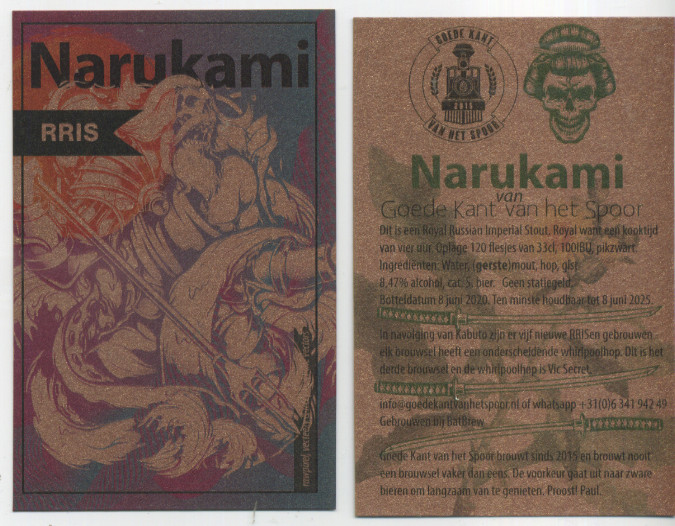 Narukami
RRIS
GOEDE KANT
2015
VAN HET SPOOR
Narukami
van
Goede Kant van het Spoor
Dit is een Royal Russian Imperial Stout, Royal want een kooktijd
van vier uur. Oplage 120 flesjes van 33cl, 100IBU, pikzwart.
Ingrediënten: Water, (gerste)mout, hop, gist
8,47% alcohol, cat. S. bier. Geen statiegeld.
Botteldatum 8 juni 2020. Ten minste houdbaar tot 8 juni 2025.
In navolging van Kabuto zijn er vijf nieuwe RRISen gebrouwen
elk brouwsel heeft een onderscheidende whirlpoolhop. Dit is het
derde brouwsel en de whirlpoolhop is Vic Secret.
info@goedekantvanhetspoor.nl of whatsapp +31(0)6 341 942 49
Gebrouwen bij BatBrew
Goede Kant van het Spoor brouwt sinds 2015 en brouwt nooit
een brouwsel vaker dan eens. De voorkeur gaat uit naar zware
bieren om langzaam van te genieten. Proost! Paul.